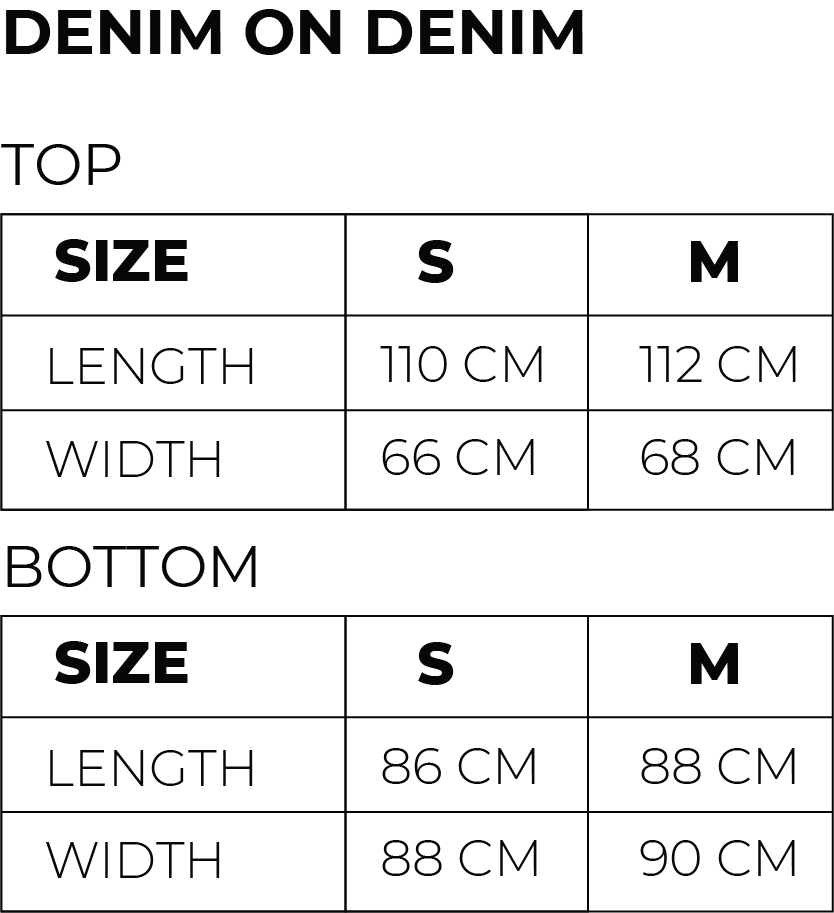 DENIM ON DENIM
TOP
SIZE S M
LENGTH 110 CM 112 CM
WIDTH 66 CM 68 CM
BOTTOM
SIZE S M
LENGTH 86 CM 88 CM
WIDTH 88 CM 90 CM